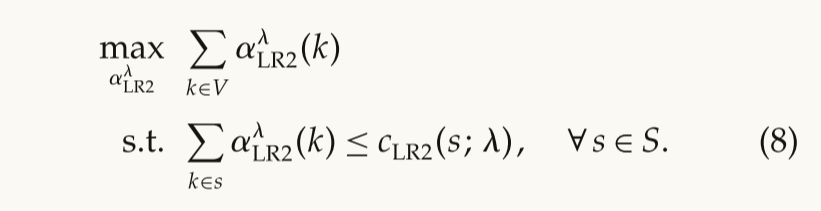 max ∑ α^λ_LR2(k)
α^λ_LR2 k∈V
s.t. ∑ α^λ_LR2(k) ≤ c_LR2(s; λ), ∀ s ∈ S. (8)
k∈s